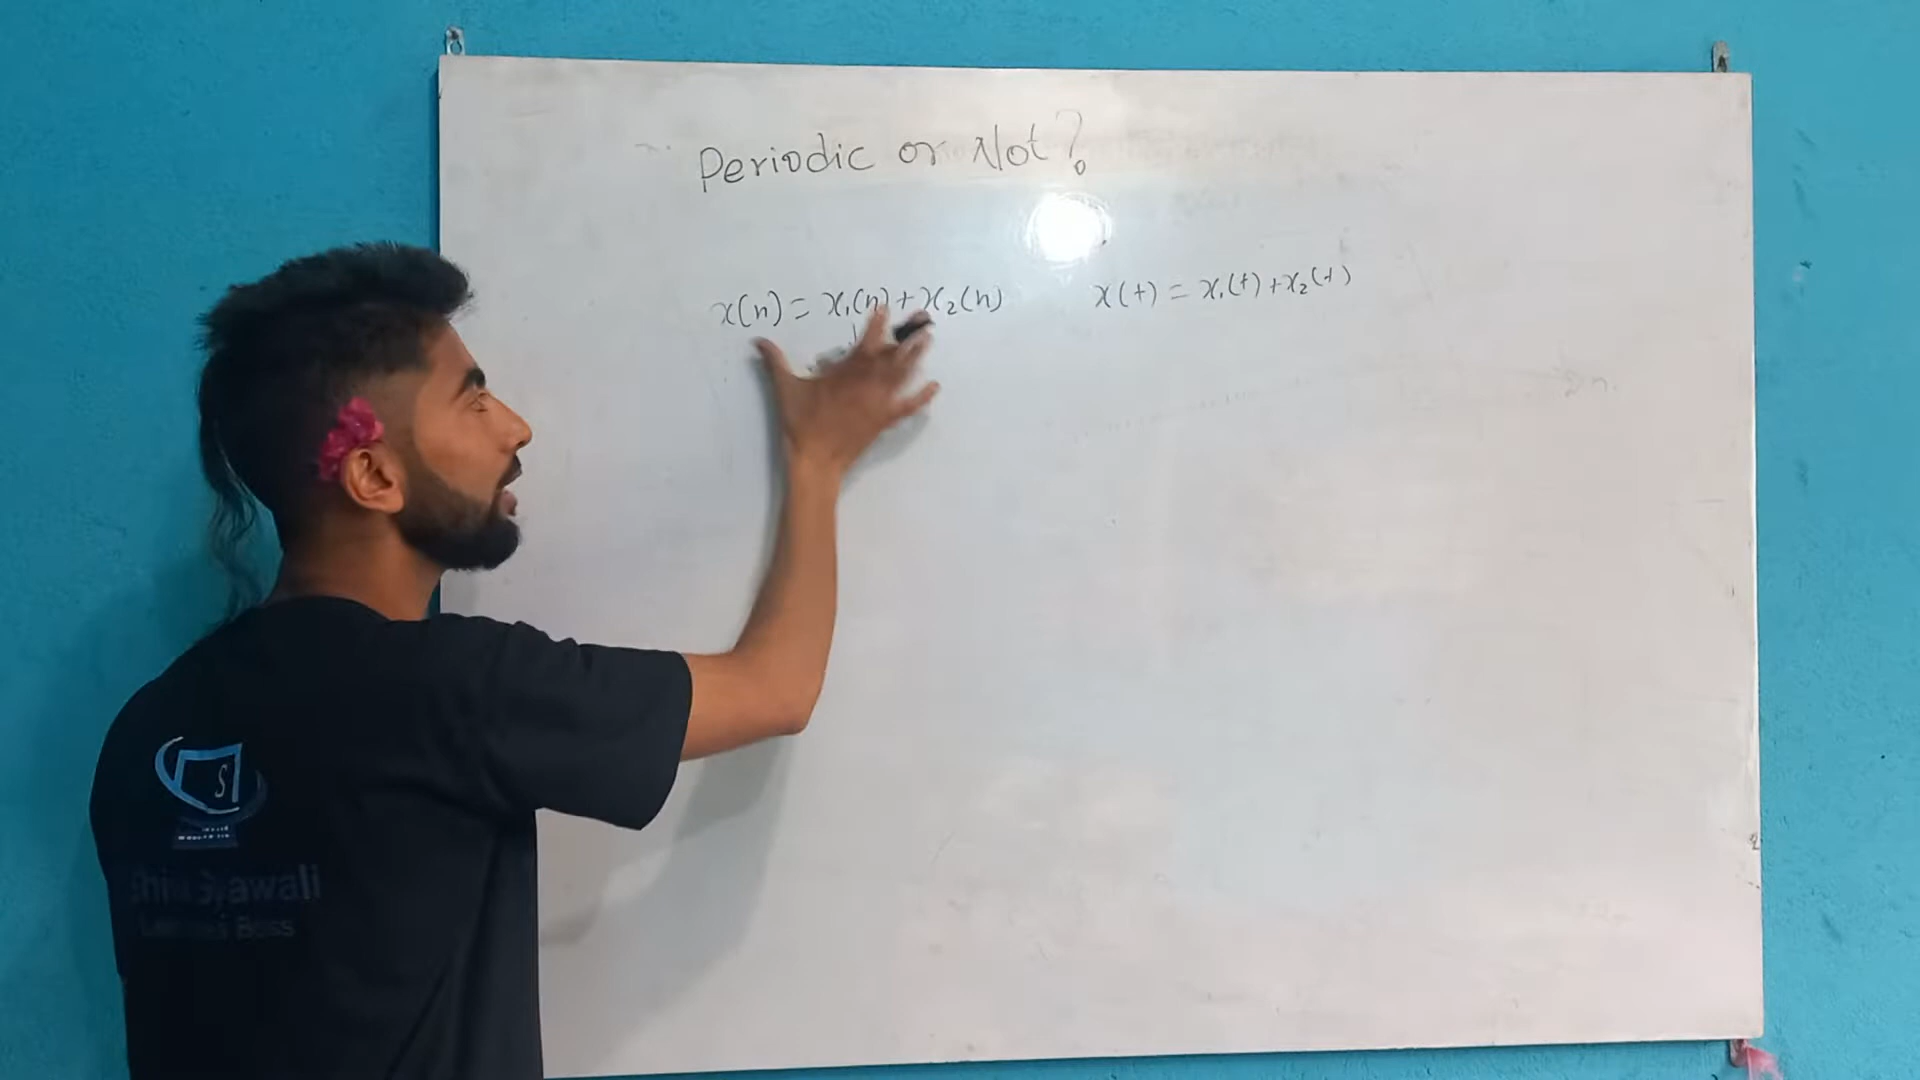 Periodic or Not?
x(n) = x₁(n) + x₂(n)
x(t) = x₁(t) + x₂(t)